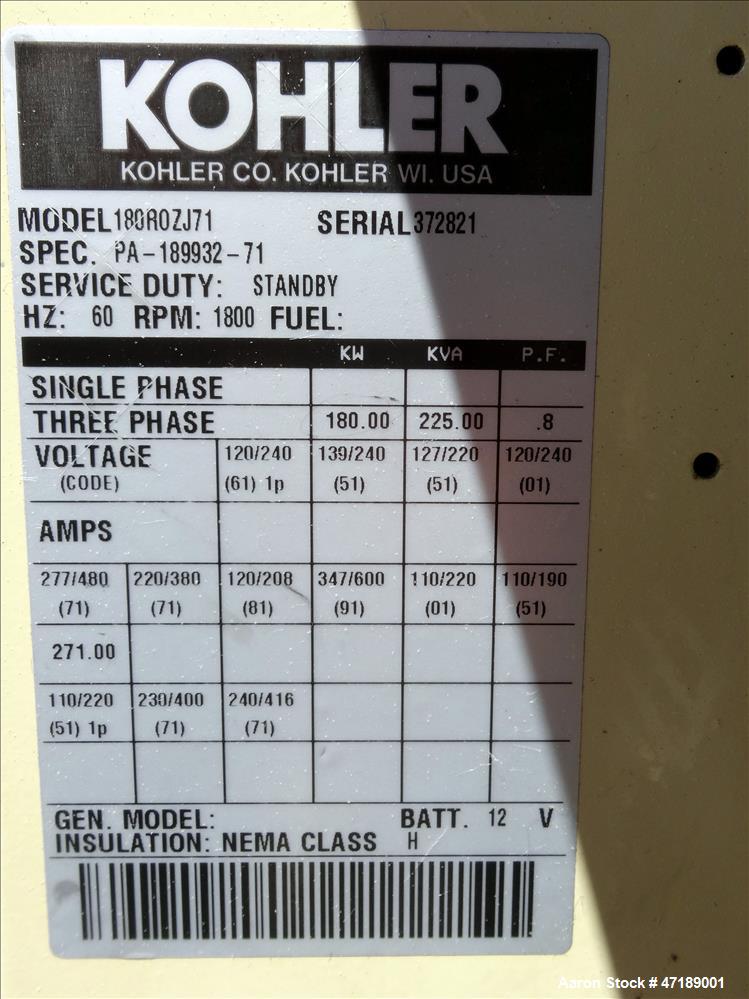 KOHLER
KOHLER CO. KOHLER WI. USA
MODEL 180ROZJ71 SERIAL 372821
SPEC. PA-189932-71
SERVICE DUTY: STANDBY
HZ: 60 RPM: 1800 FUEL:
KW KVA P.F.
SINGLE PHASE
THREE PHASE 180.00 225.00 .8
VOLTAGE 120/240 139/240 127/220 120/240
(CODE) (61) 1p (51) (51) (01)
AMPS
277/480 220/380 120/208 347/600 110/220 110/190
(71) (71) (81) (91) (01) (51)
271.00
110/220 230/400 240/416
(51) 1p (71) (71)
GEN. MODEL: BATT. 12 V
INSULATION: NEMA CLASS H
Aaron Stock # 47189001